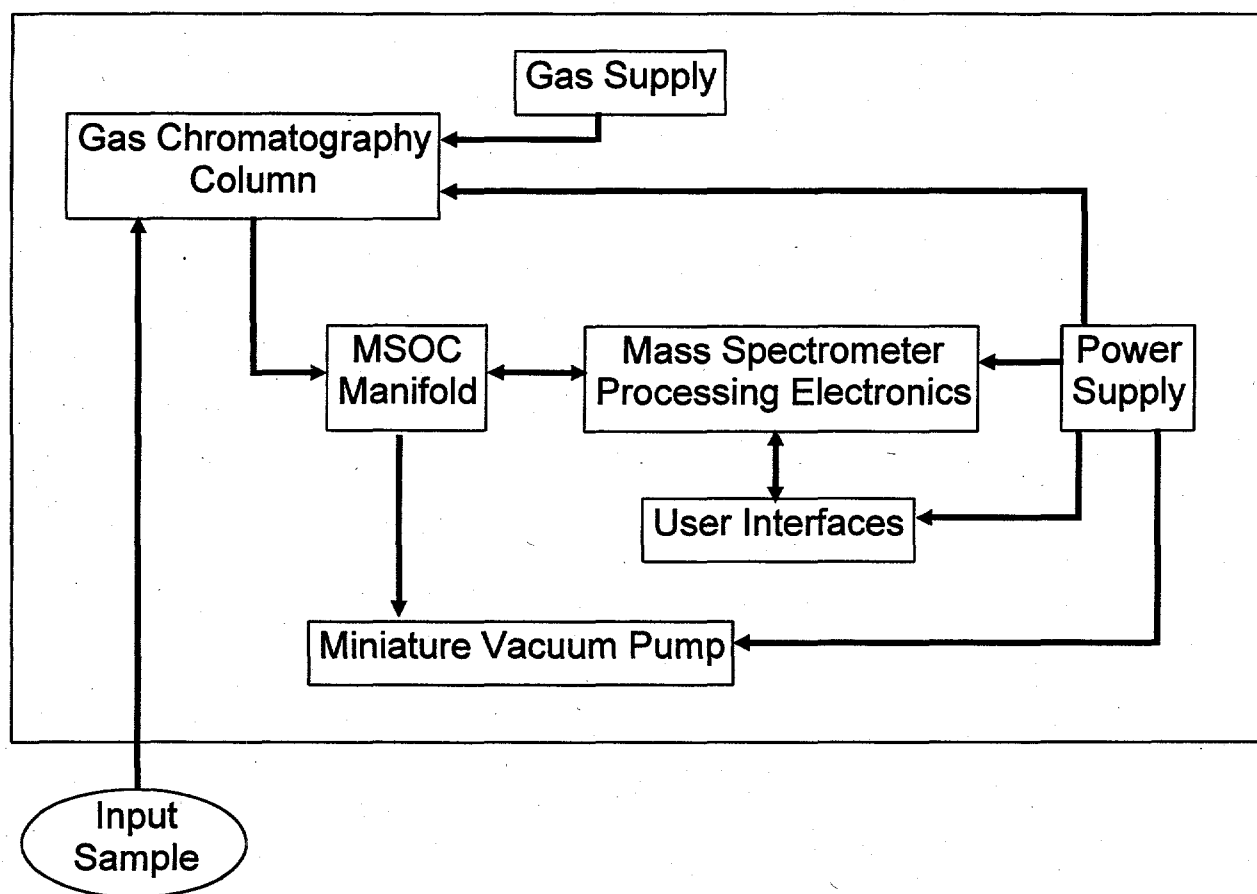 Gas Supply
Gas Chromatography
Column
MSOC
Manifold
Mass Spectrometer
Processing Electronics
Power
Supply
User Interfaces
Miniature Vacuum Pump
Input
Sample